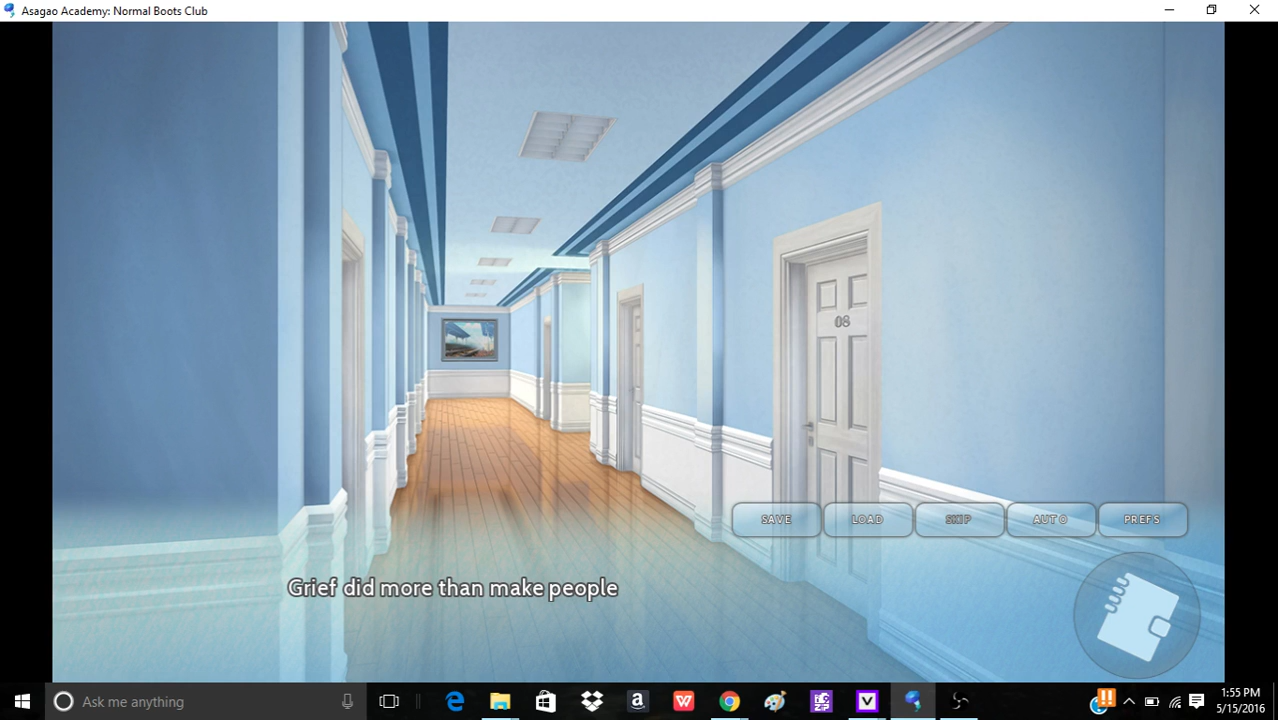 Asagao Academy: Normal Boots Club
08
SAVE LOAD SKIP AUTO PREFS
Grief did more than make people
Ask me anything
1:55 PM
5/15/2016